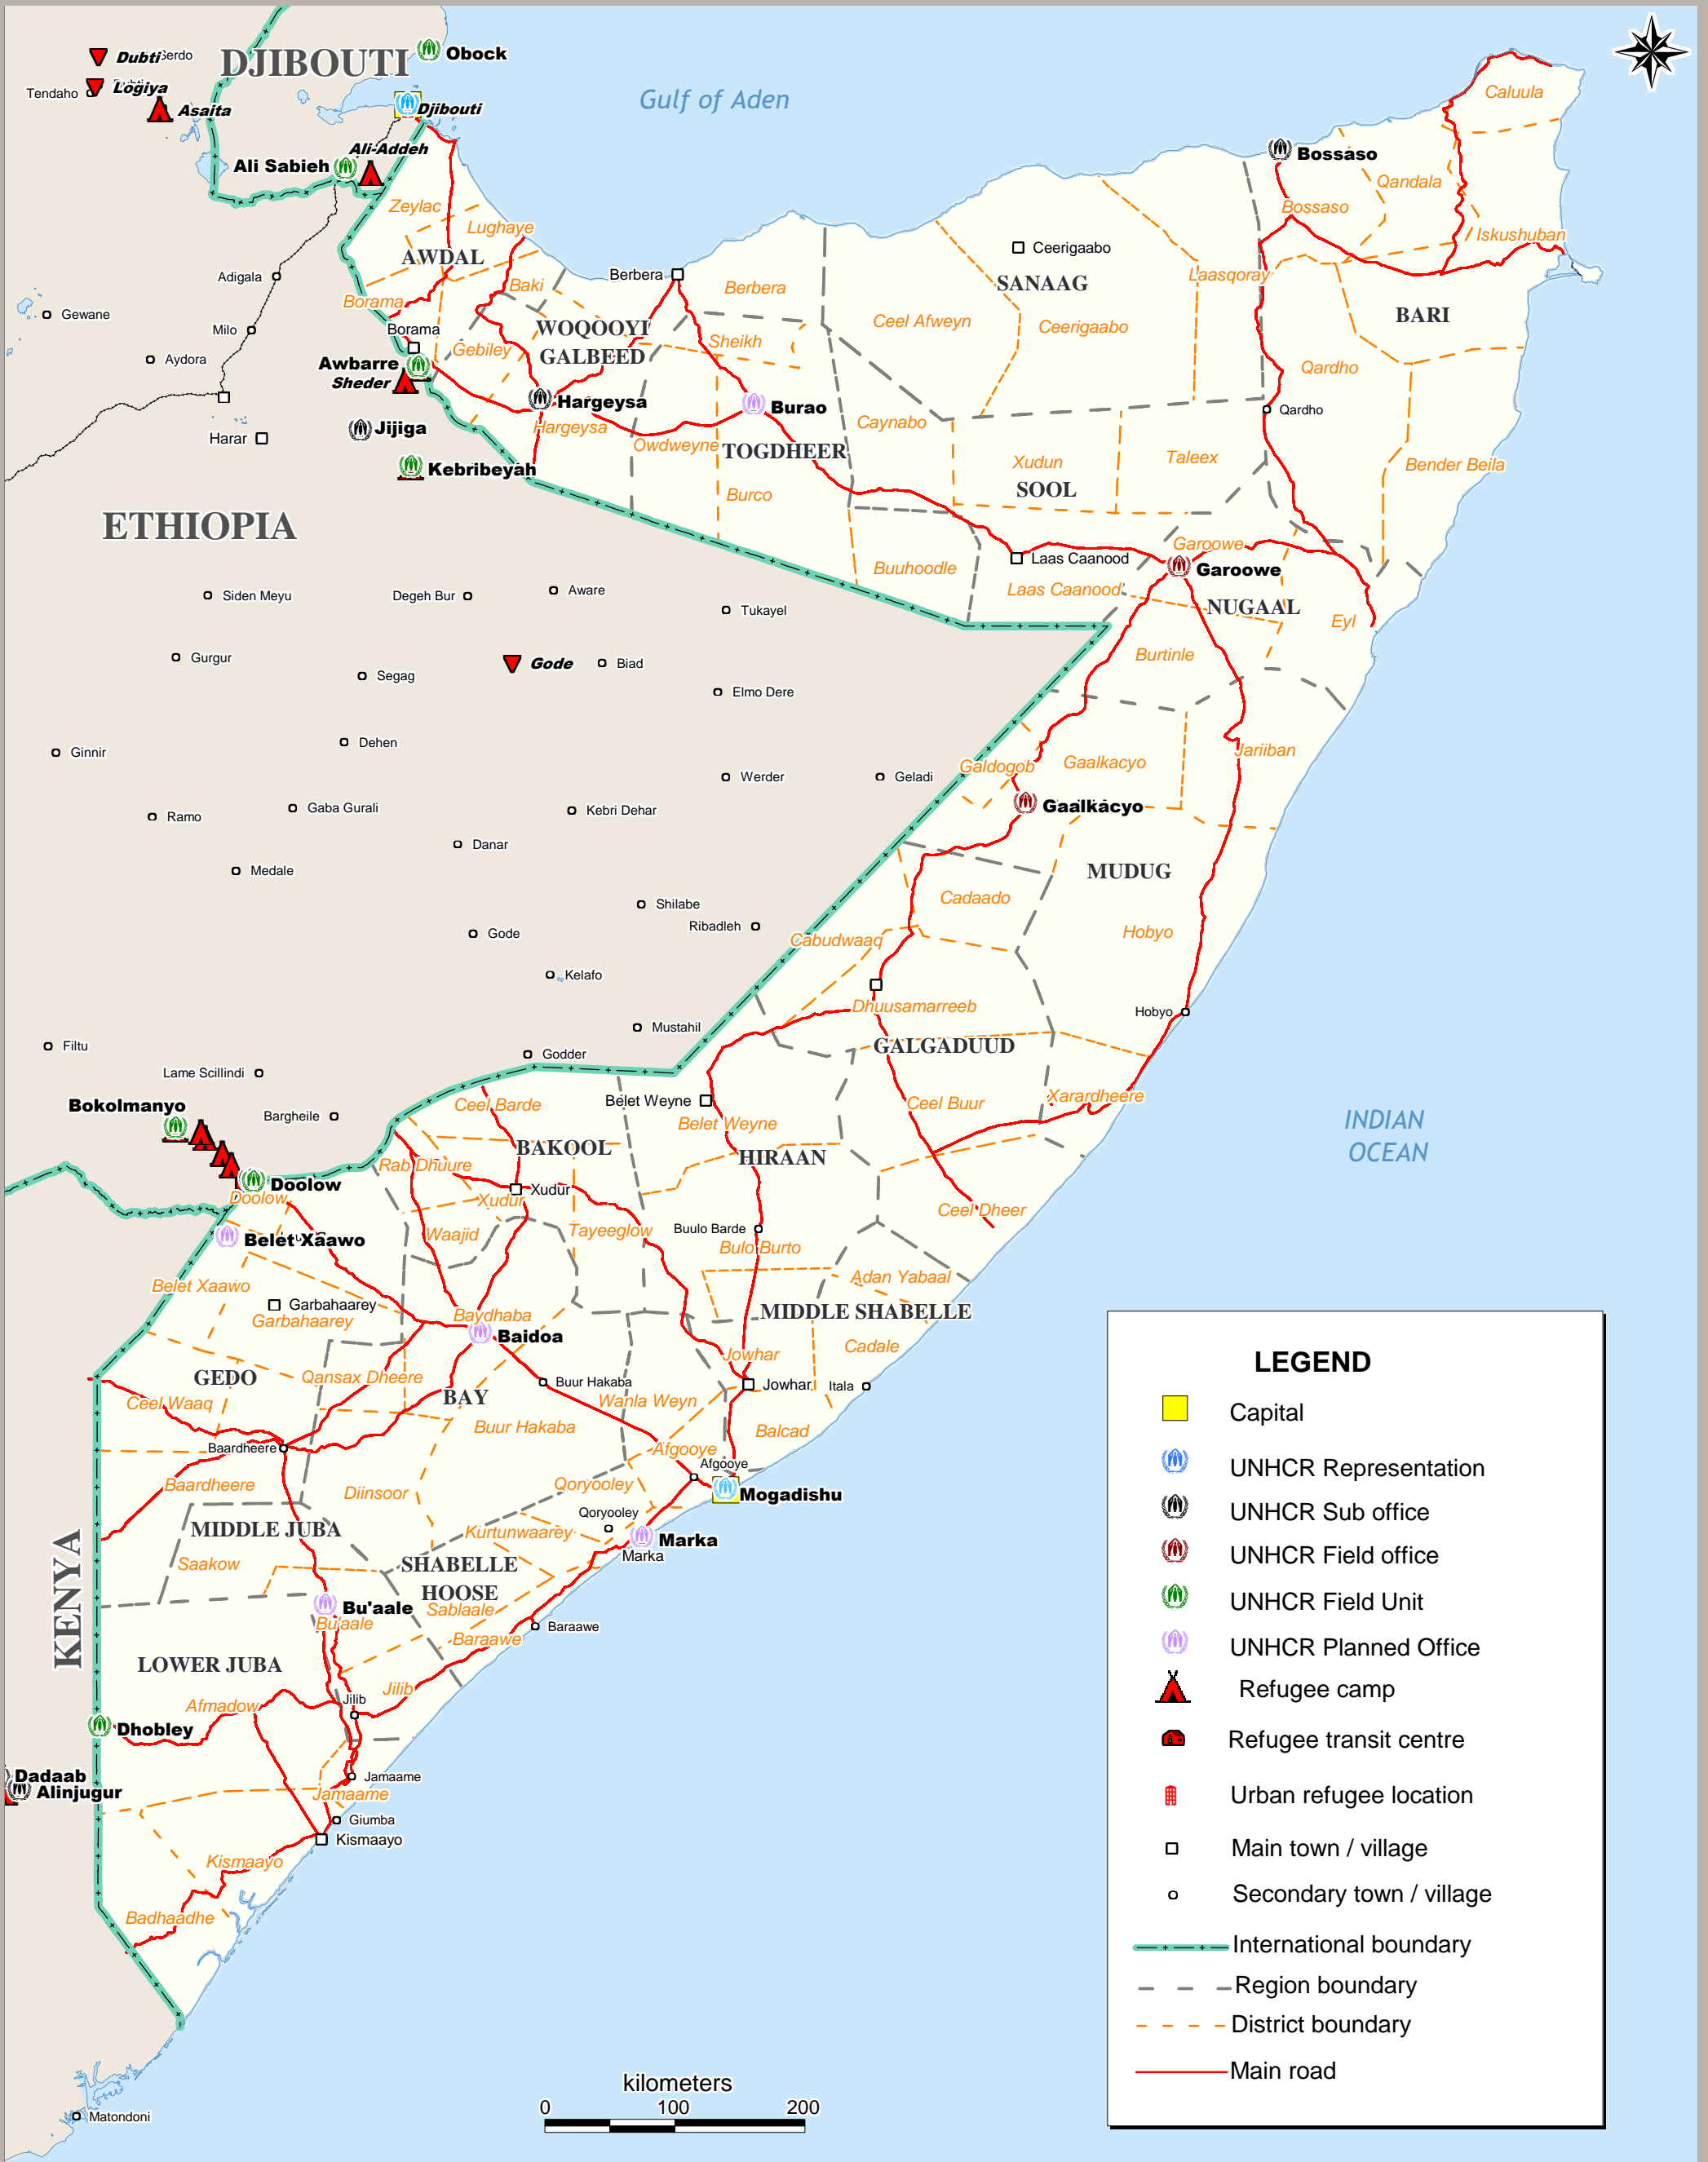 DJIBOUTI
Obock
Dubti
Serdo
Logiya
Tendaho
Asaita
Djibouti
Gulf of Aden
Caluula
Ali-Addeh
Ali Sabieh
Bossaso
Qandala
Zeylac
Bossaso
Lughaye
Iskushuban
AWDAL
Ceerigaabo
SANAAG
Adigala
Berbera
Laasqoray
Baki
Berbera
Borama
Gewane
BARI
Milo
Borama
WOQOOYI
GALBEED
Ceel Afweyn
Ceerigaabo
Sheikh
Gebiley
Aydora
Awbarre
Sheder
Qardho
Hargeysa
Burao
Qardho
Jijiga
Hargeysa
Caynabo
Harar
Owdweyne
TOGDHEER
Taleex
Kebribeyah
Xudun
Bender Beila
SOOL
Burco
ETHIOPIA
Garoowe
Laas Caanood
Buuhoodle
Garoowe
Laas Caanood
Siden Meyu
Degeh Bur
Aware
Tukayel
NUGAAL
Eyl
Gurgur
Gode
Biad
Burtinle
Segag
Elmo Dere
Ginnir
Dehen
Jariiban
Galdogob
Gaalkacyo
Werder
Geladi
Gaba Gurali
Kebri Dehar
Gaalkacyo
Ramo
Danar
Medale
MUDUG
Cadaado
Shilabe
Ribadleh
Gode
Cabudwaaq
Hobyo
Kelafo
Dhuusamarreeb
Hobyo
Mustahil
Filtu
Godder
GALGADUUD
Lame Scillindi
Xarardheere
Bokolmanyo
Bargheile
Ceel Barde
Belet Weyne
Ceel Buur
Belet Weyne
INDIAN
OCEAN
BAKOOL
HIRAAN
Rab Dhuure
Doolow
Xudur
Doolow
Xudur
Ceel Dheer
Belet Xaawo
Waajid
Tayeeglow
Buulo Barde
Bulo Burto
Belet Xaawo
Adan Yabaal
Garbahaarey
Garbahaarey
Baydhaba
MIDDLE SHABELLE
Baidoa
Cadale
Jowhar
GEDO
Qansax Dheere
Buur Hakaba
Jowhar
Itala
BAY
Ceel Waaq
Wanla Weyn
Buur Hakaba
Balcad
Baardheere
Afgooye
Afgooye
Baardheere
Diinsoor
Qoryooley
Mogadishu
Qoryooley
MIDDLE JUBA
Kurtunwaarey
Marka
Marka
Saakow
SHABELLE
HOOSE
KENYA
Bu'aale
Sablaale
Bu'aale
Baraawe
Baraawe
LOWER JUBA
Jilib
Jilib
Afmadow
Dhobley
Dadaab
Alinjugur
Jamaame
Jamaame
Giumba
Kismaayo
Kismaayo
Badhaadhe
Matondoni
kilometers
0 100 200
LEGEND
Capital
UNHCR Representation
UNHCR Sub office
UNHCR Field office
UNHCR Field Unit
UNHCR Planned Office
Refugee camp
Refugee transit centre
Urban refugee location
Main town / village
Secondary town / village
International boundary
Region boundary
District boundary
Main road